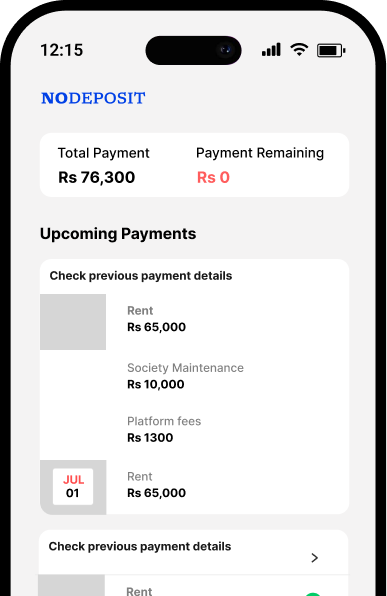 12:15
NODEPOSIT
Total Payment Payment Remaining
Rs 76,300 Rs 0
Upcoming Payments
Check previous payment details
Rent
Rs 65,000
Society Maintenance
Rs 10,000
Platform fees
Rs 1300
JUL
01
Rent
Rs 65,000
Check previous payment details
Rent